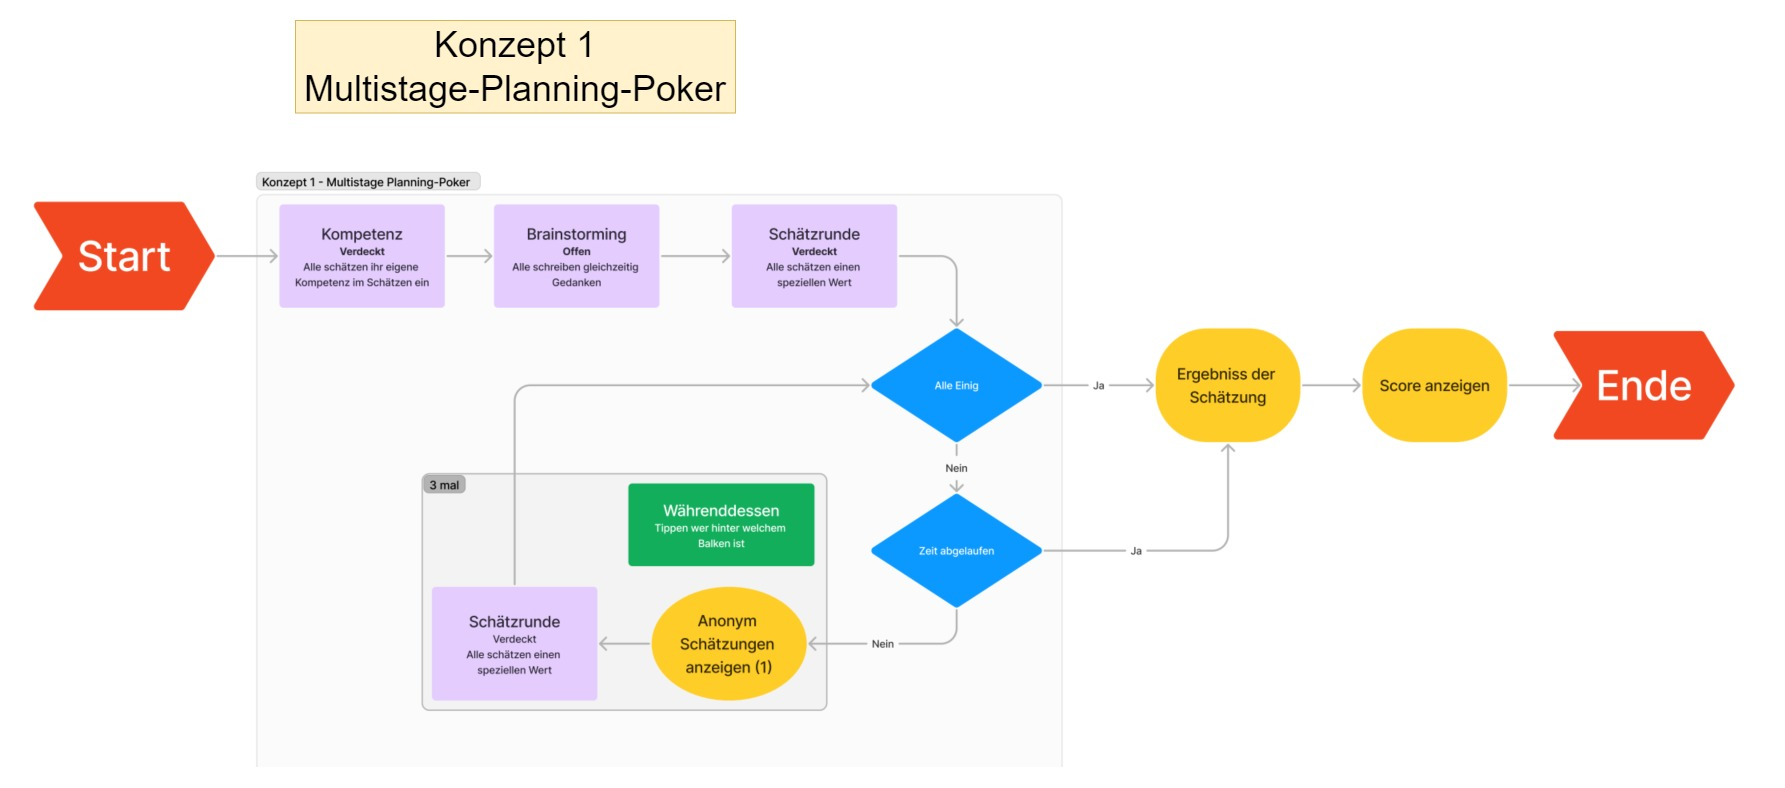 Konzept 1
Multistage-Planning-Poker
Konzept 1 - Multistage Planning-Poker
Start
Kompetenz
Verdeckt
Alle schätzen ihr eigene
Kompetenz im Schätzen ein
Brainstorming
Offen
Alle schreiben gleichzeitig
Gedanken
Schätzrunde
Verdeckt
Alle schätzen einen
speziellen Wert
Alle Einig
Ja
Ergebniss der
Schätzung
Score anzeigen
Ende
Nein
3 mal
Währenddessen
Tippen wer hinter welchem
Balken ist
Zeit abgelaufen
Ja
Schätzrunde
Verdeckt
Alle schätzen einen
speziellen Wert
Anonym
Schätzungen
anzeigen (1)
Nein